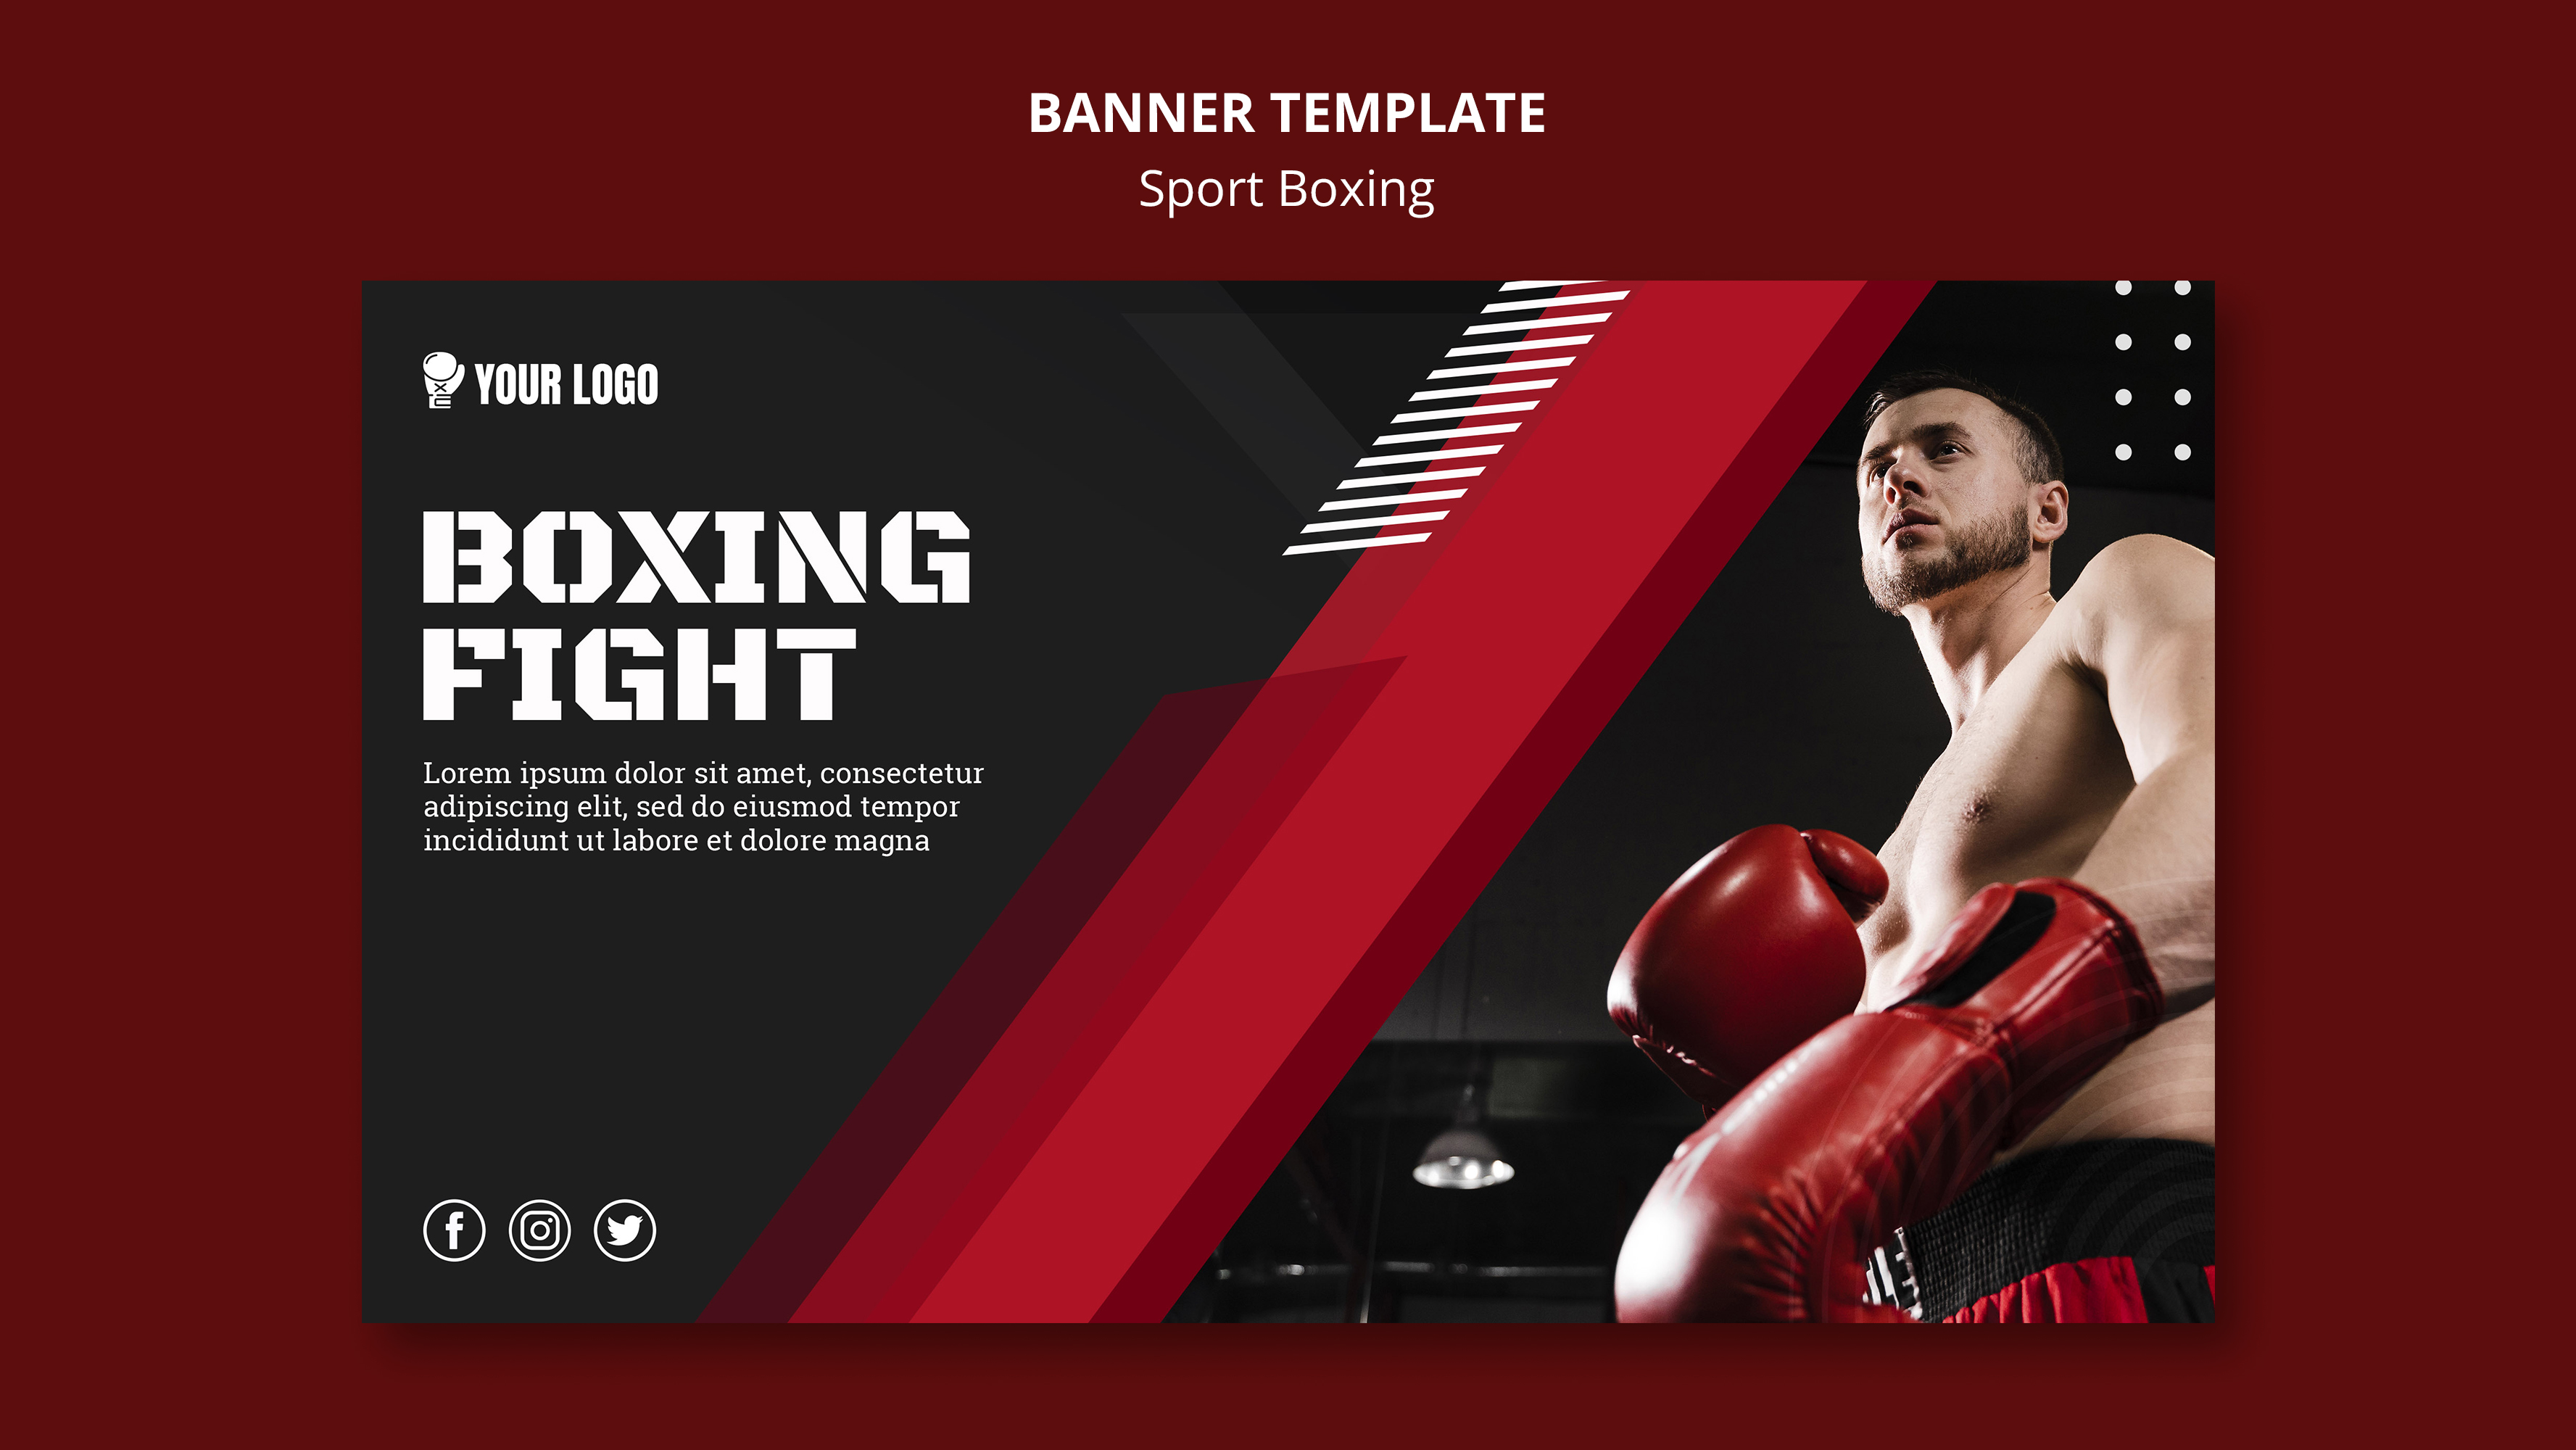 BANNER TEMPLATE
Sport Boxing
YOUR LOGO
BOXING
FIGHT
Lorem ipsum dolor sit amet, consectetur
adipiscing elit, sed do eiusmod tempor
incididunt ut labore et dolore magna